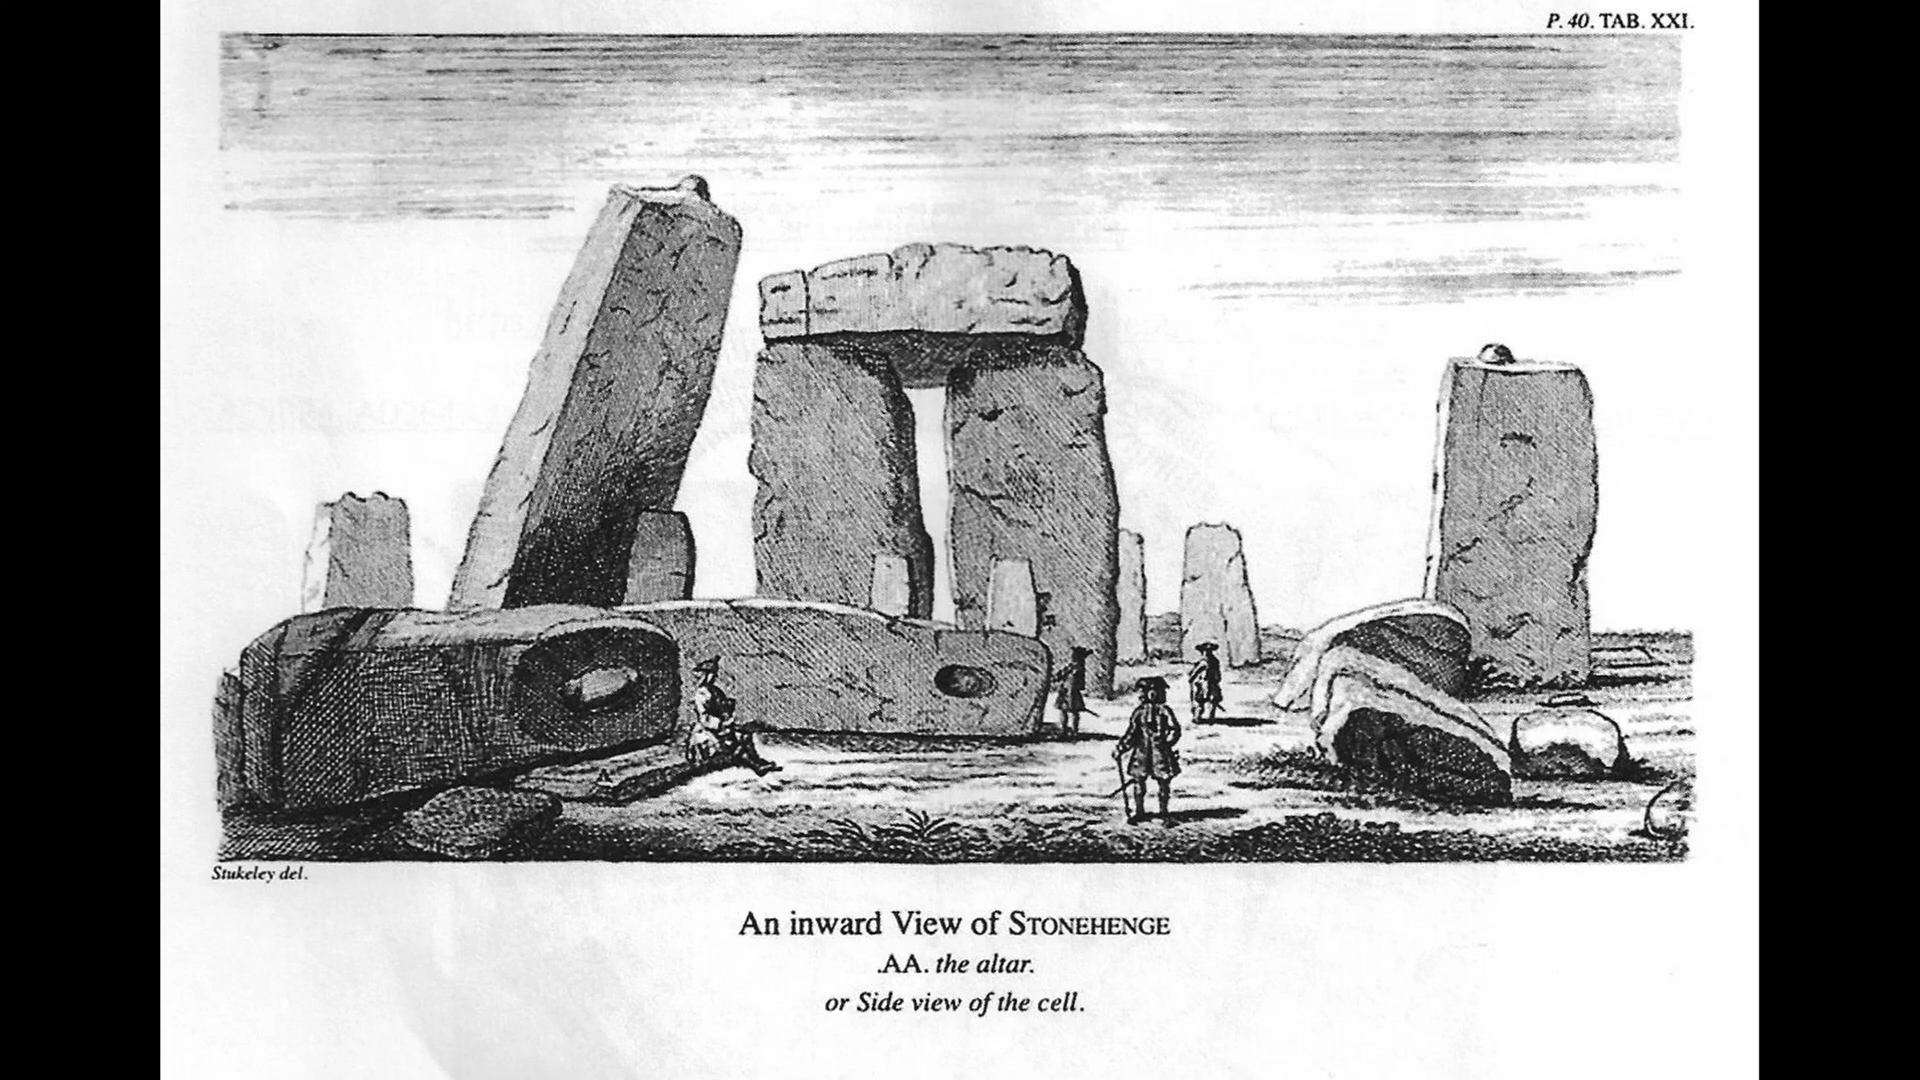 P. 40. TAB. XXI.
A
Stukeley del.
An inward View of STONEHENGE
.AA. the altar.
or Side view of the cell.